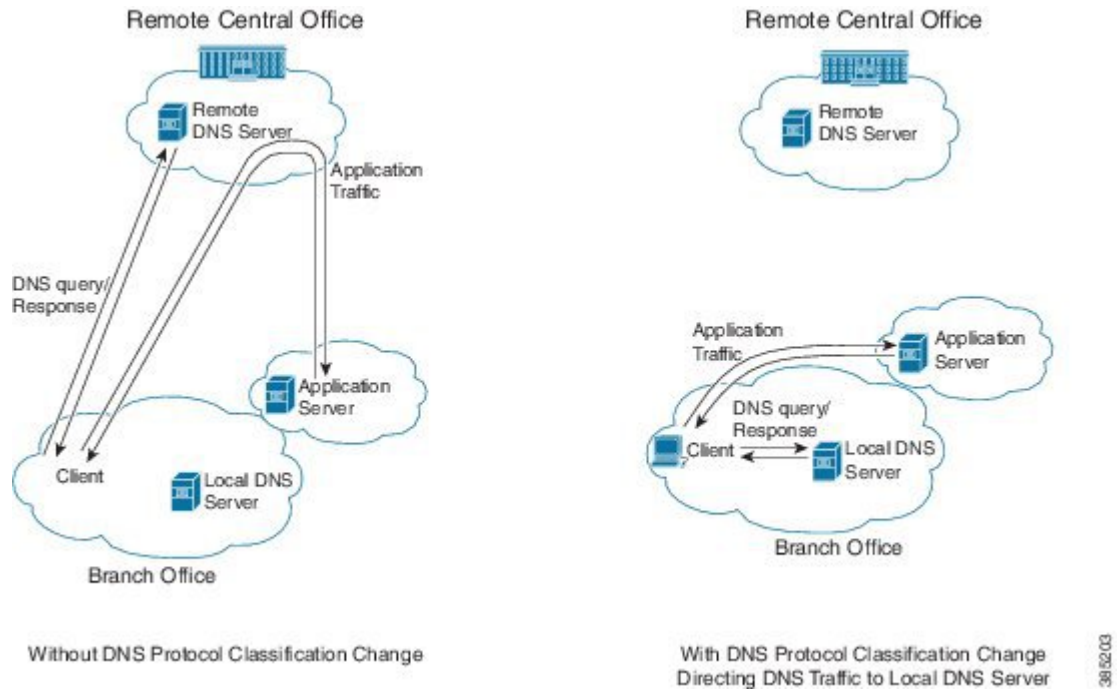 Remote Central Office
Remote
DNS Server
Application
Traffic
DNS query/
Response
Application
Server
Client
Local DNS
Server
Branch Office
Without DNS Protocol Classification Change
Remote Central Office
Remote
DNS Server
Application
Traffic
Application
Server
DNS query/
Response
Client
Local DNS
Server
Branch Office
With DNS Protocol Classification Change
Directing DNS Traffic to Local DNS Server
385203